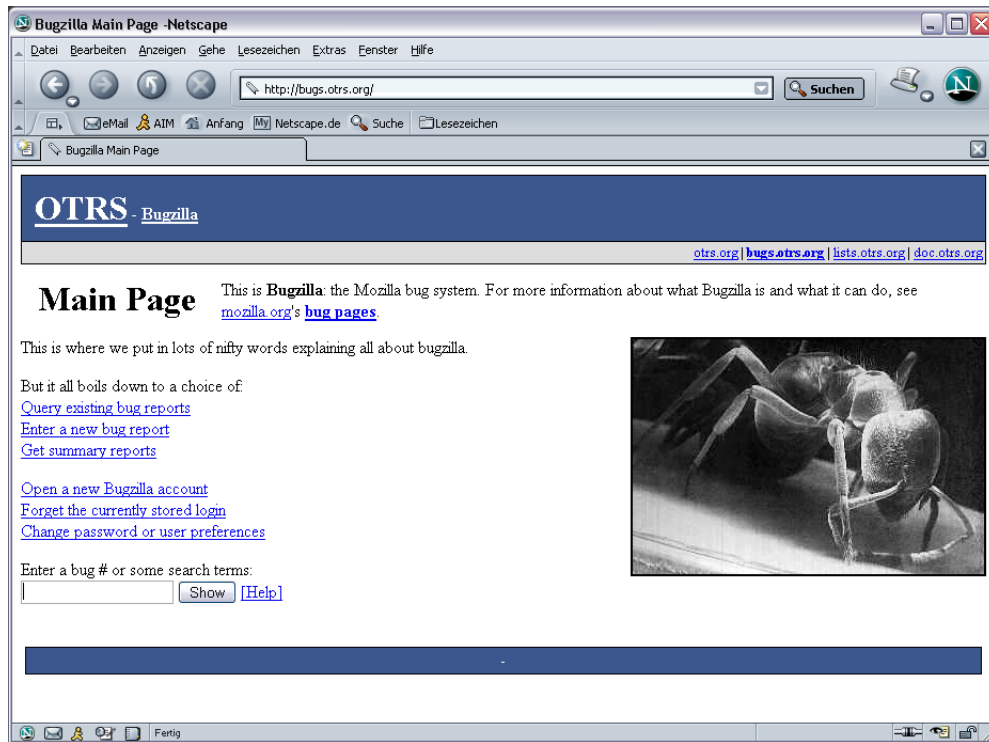 Bugzilla Main Page -Netscape
Datei Bearbeiten Anzeigen Gehe Lesezeichen Extras Fenster Hilfe
http://bugs.otrs.org/
Suchen
N
eMail AIM Anfang My Netscape.de Suche Lesezeichen
Bugzilla Main Page
OTRS - Bugzilla
otrs.org | bugs.otrs.org | lists.otrs.org | doc.otrs.org
Main Page
This is Bugzilla: the Mozilla bug system. For more information about what Bugzilla is and what it can do, see
mozilla.org's bug pages.
This is where we put in lots of nifty words explaining all about bugzilla.
But it all boils down to a choice of:
Query existing bug reports
Enter a new bug report
Get summary reports
Open a new Bugzilla account
Forget the currently stored login
Change password or user preferences
Enter a bug # or some search terms:
Show [Help]
-
Fertig